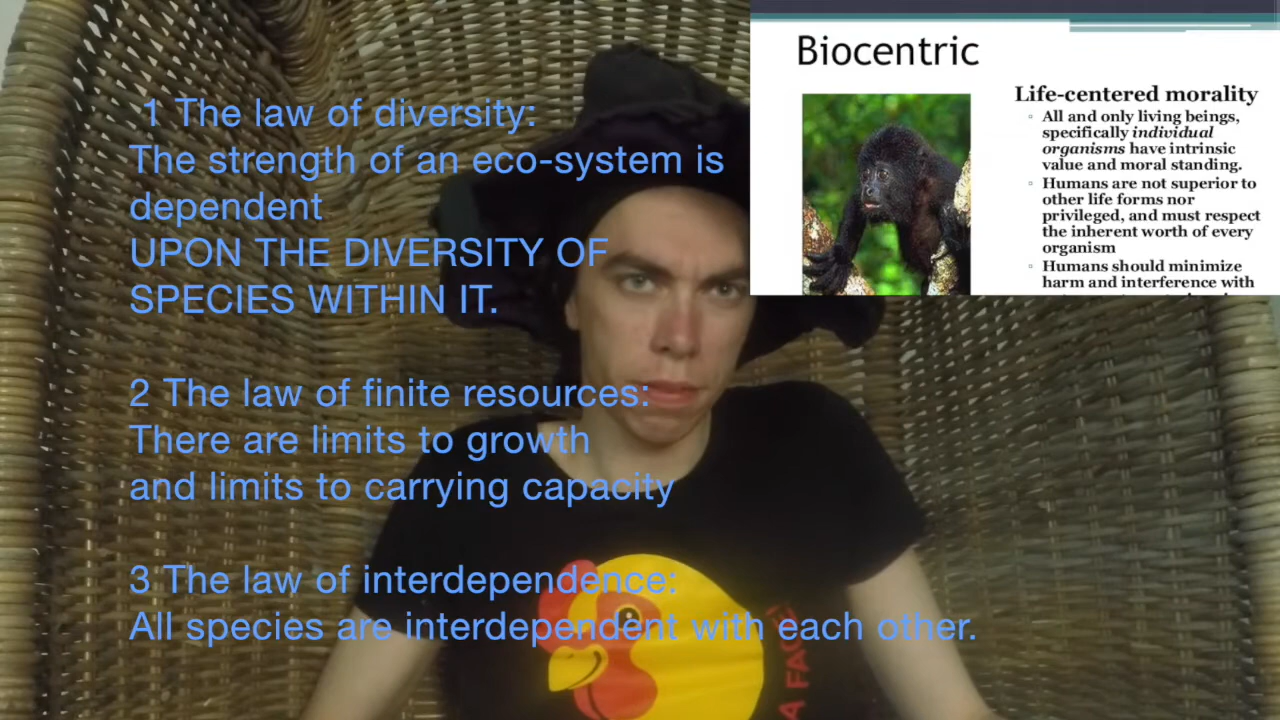 1 The law of diversity:
The strength of an eco-system is
dependent
UPON THE DIVERSITY OF
SPECIES WITHIN IT.
2 The law of finite resources:
There are limits to growth
and limits to carrying capacity
3 The law of interdependence:
All species are interdependent with each other.
Biocentric
Life-centered morality
All and only living beings,
specifically individual
organisms have intrinsic
value and moral standing.
Humans are not superior to
other life forms nor
privileged, and must respect
the inherent worth of every
organism
Humans should minimize
harm and interference with